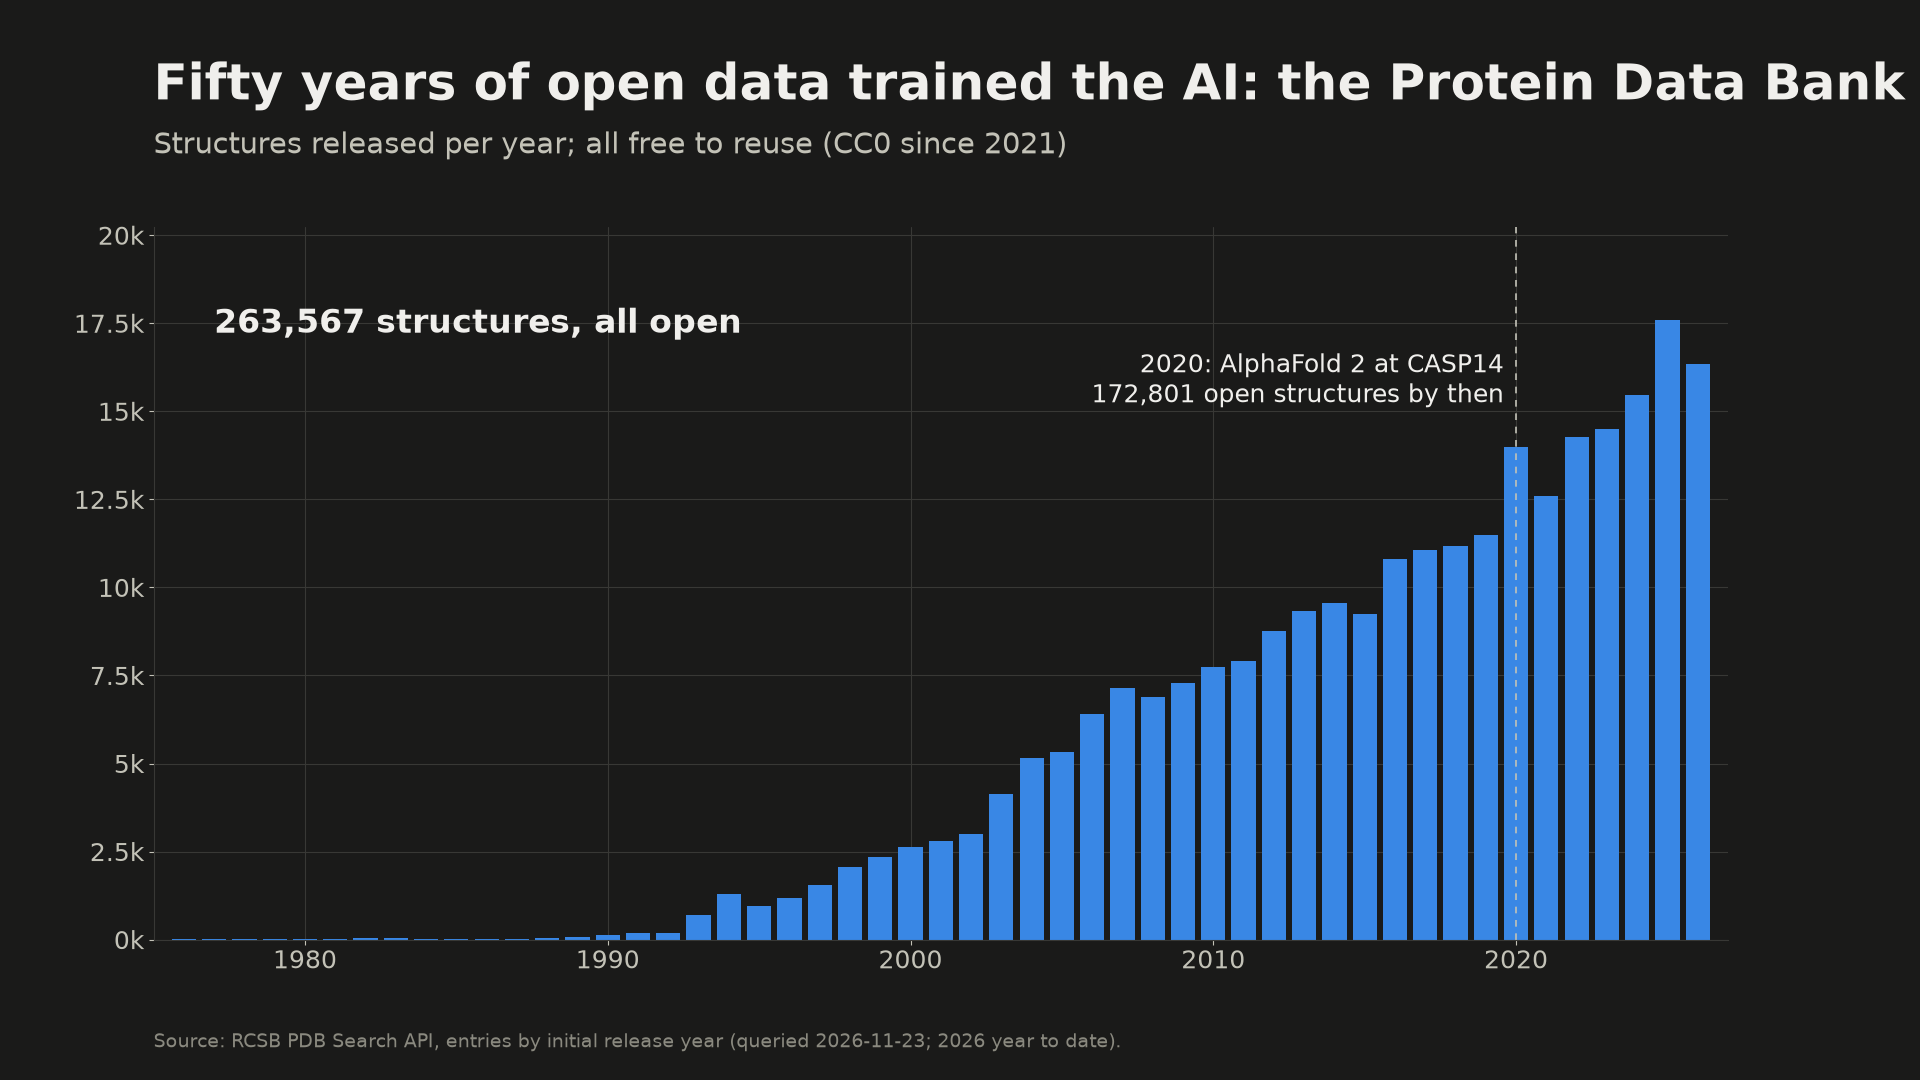 Fifty years of open data trained the AI: the Protein Data Bank
Structures released per year; all free to reuse (CC0 since 2021)
20k
17.5k
15k
12.5k
10k
7.5k
5k
2.5k
0k
263,567 structures, all open
2020: AlphaFold 2 at CASP14
172,801 open structures by then
1980
1990
2000
2010
2020
Source: RCSB PDB Search API, entries by initial release year (queried 2026-11-23; 2026 year to date).